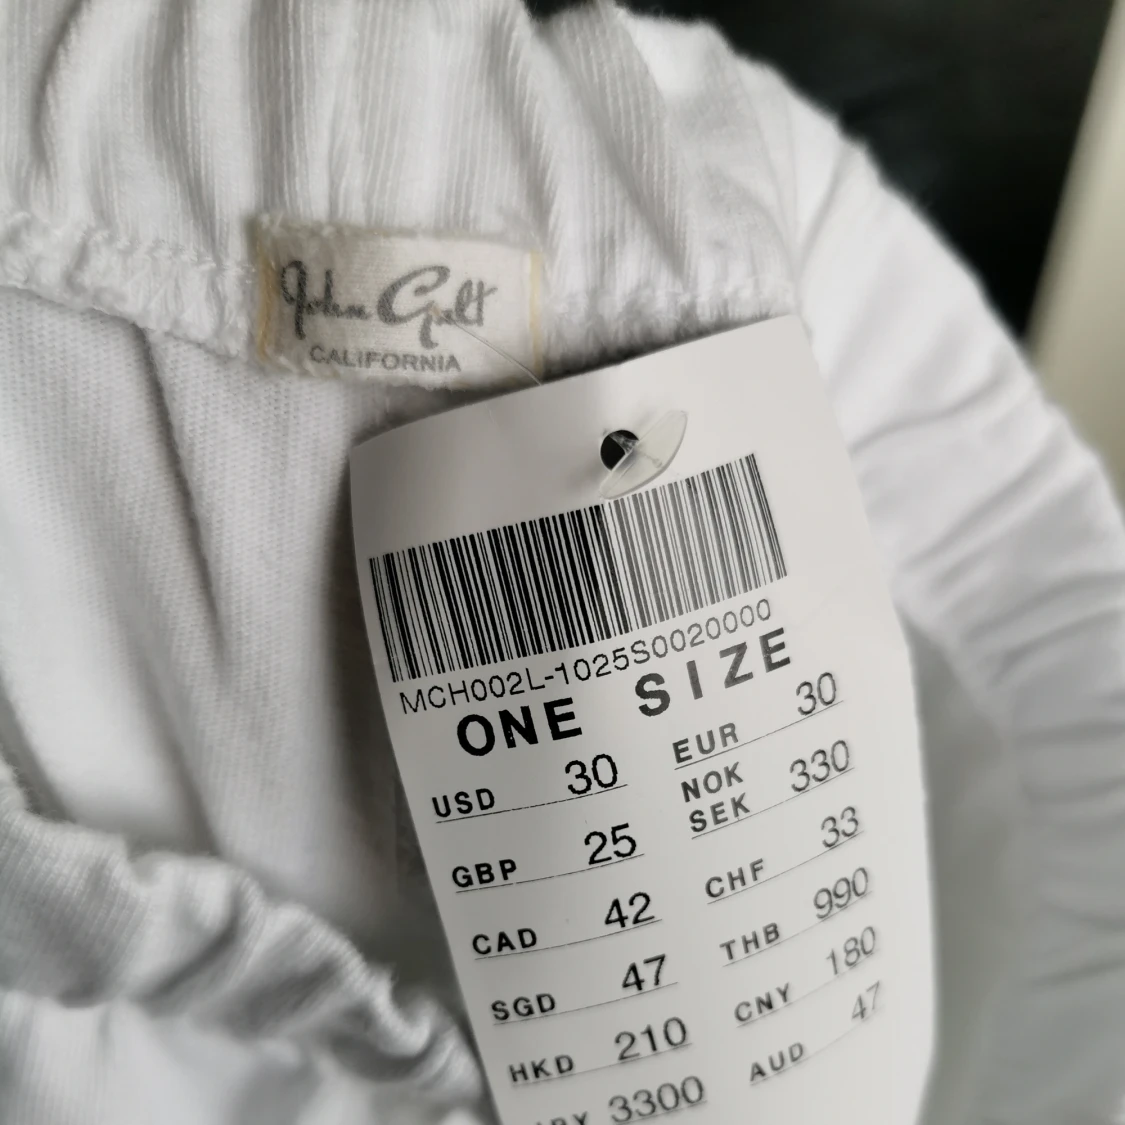 John Galt
CALIFORNIA
MCH002L-1025S0020000
ONE SIZE
USD 30
EUR 30
GBP 25
NOK
SEK 330
CAD 42
CHF 33
SGD 47
THB 990
HKD 210
CNY 180
3300
AUD 47